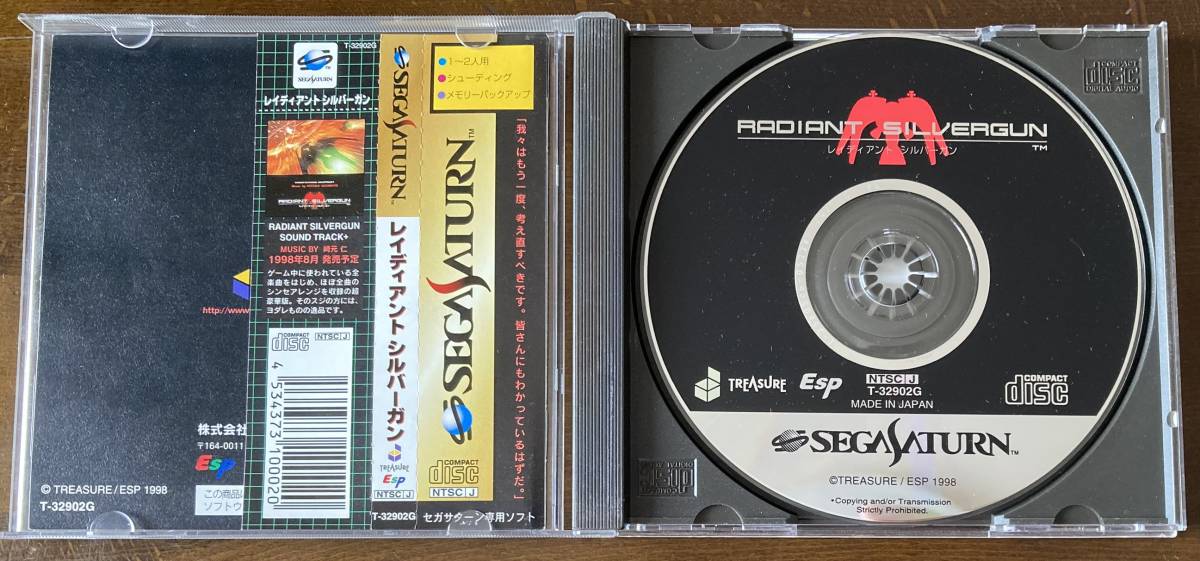 T-32902G
SEGASATURN
レイディアント シルバーガン
RADIANT SILVERGUN
RADIANT SILVERGUN
SOUND TRACK+
MUSIC BY 崎元 仁
1998年8月 発売予定
ゲーム中に使われている全
楽曲をはじめ、ほぼ全曲の
シンセアレンジを収録の超
豪華版。そのスジの方には、
ヨダレものの逸品です。
COMPACT
disc
NTSC J
4 534373 100020
http://www
株式会社
〒164-0011
Esp
© TREASURE / ESP 1998
T-32902G
この商品に
ソフトウ
SEGASATURN™
レイディアント シルバーガン
TREASURE
Esp
NTSC J
T-32902G
1〜2人用
シューティング
メモリーバックアップ
SEGASATURN™
COMPACT
disc
NTSC J
セガサターン専用ソフト
「我々はもう一度、考え直すべきです。皆さんにもわかっているはずだ。」
COMPACT
disc
DIGITAL AUDIO
RADIANT SILVERGUN™
レイディアント シルバーガン
TREASURE
Esp
NTSC J
T-32902G
MADE IN JAPAN
COMPACT
disc
SEGASATURN™
©TREASURE / ESP 1998
•Copying and/or Transmission
Strictly Prohibited.
COMPACT
disc
DIGITAL AUDIO